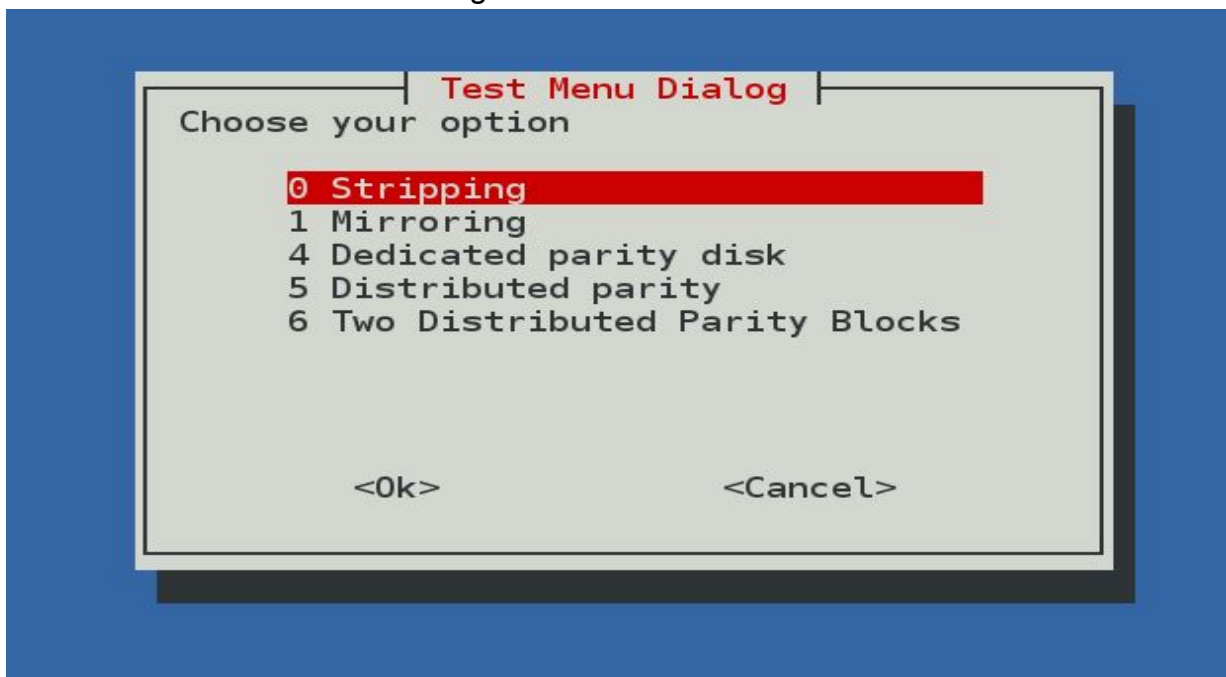 Test Menu Dialog
Choose your option
0 Stripping
1 Mirroring
4 Dedicated parity disk
5 Distributed parity
6 Two Distributed Parity Blocks
<Ok> <Cancel>